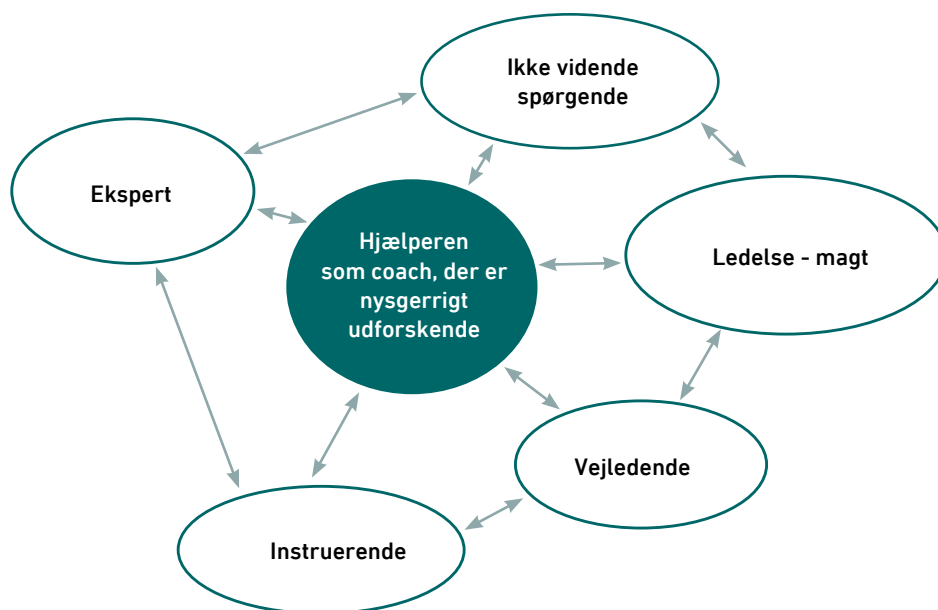 Ikke vidende
spørgende
Ekspert
Hjælperen
som coach, der er
nysgerrigt
udforskende
Ledelse - magt
Vejledende
Instruerende